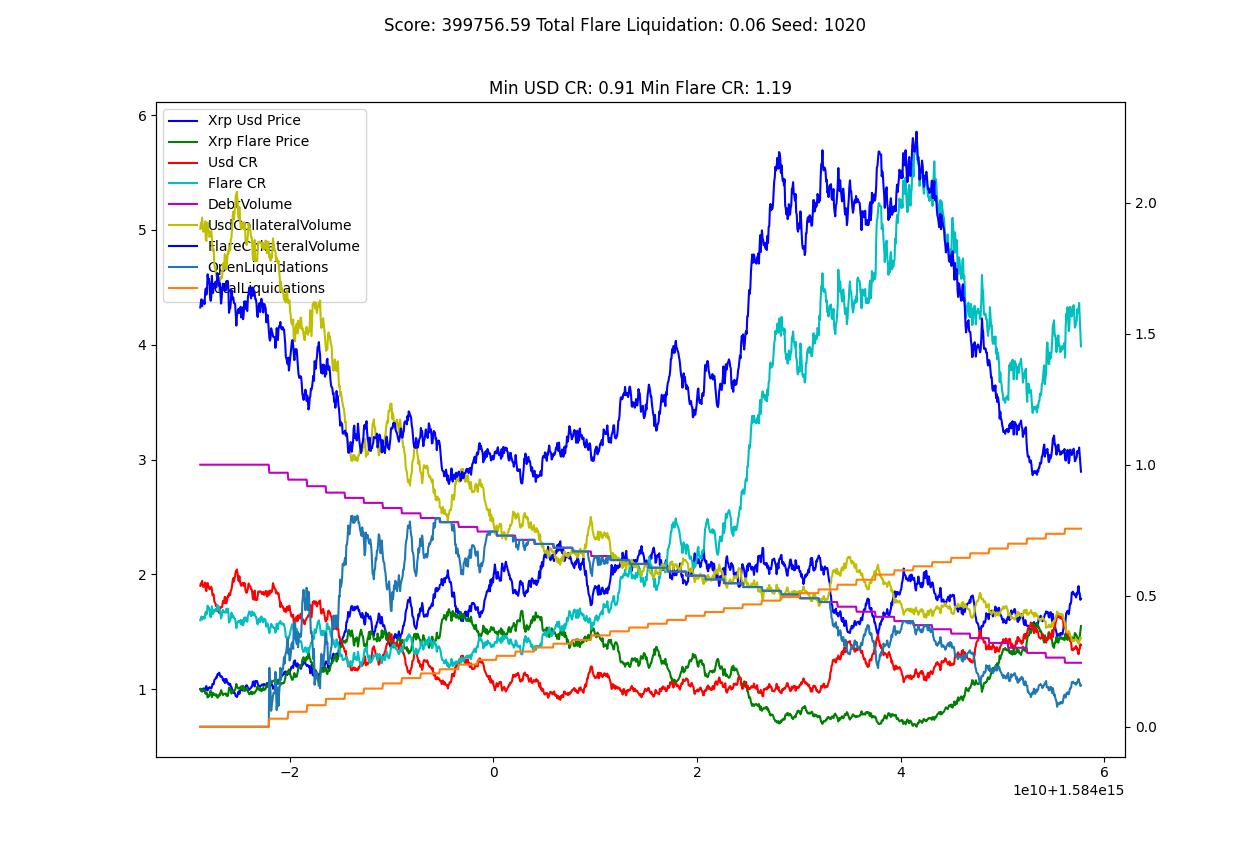 Score: 399756.59 Total Flare Liquidation: 0.06 Seed: 1020
Min USD CR: 0.91 Min Flare CR: 1.19
Xrp Usd Price
Xrp Flare Price
Usd CR
Flare CR
DebtVolume
UsdCollateralVolume
FlareCollateralVolume
OpenLiquidations
TotalLiquidations
6
5
4
3
2
1
2.0
1.5
1.0
0.5
0.0
−2
0
2
4
6
1e10+1.584e15